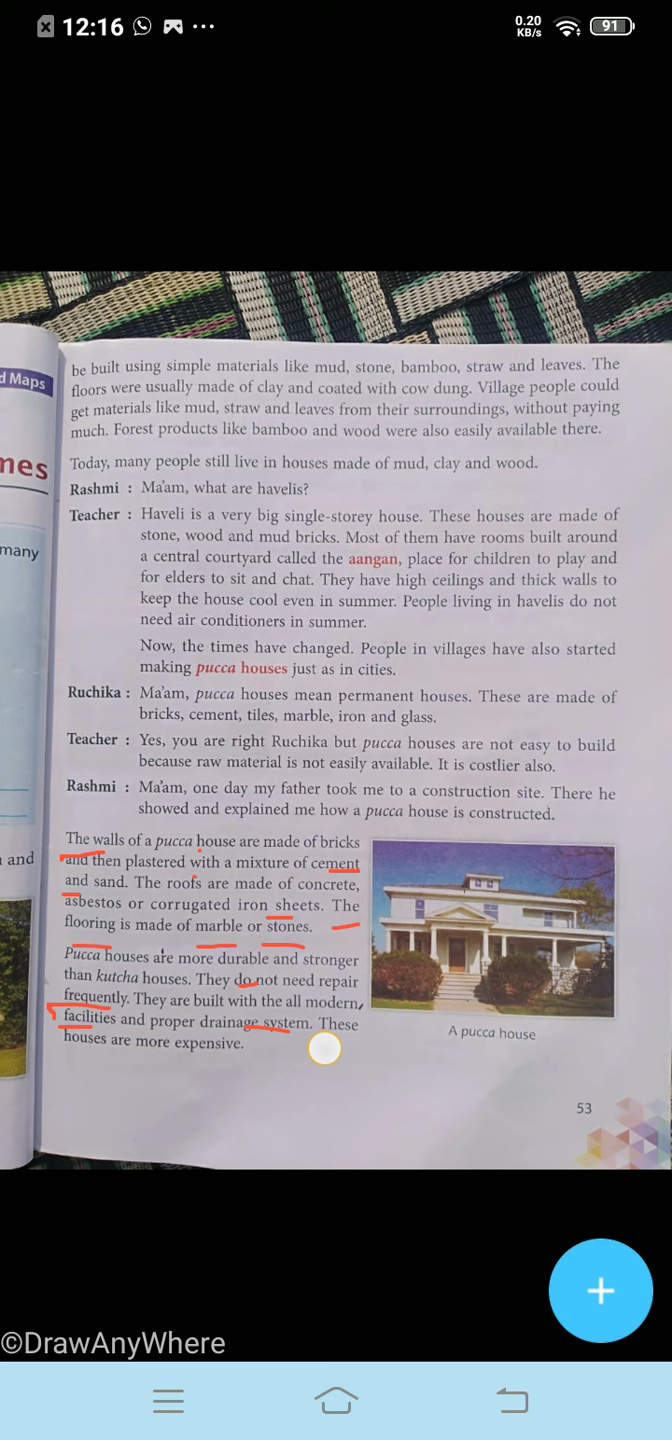 12:16
0.20
KB/s
91
d Maps
be built using simple materials like mud, stone, bamboo, straw and leaves. The
floors were usually made of clay and coated with cow dung. Village people could
get materials like mud, straw and leaves from their surroundings, without paying
much. Forest products like bamboo and wood were also easily available there.
mes
Today, many people still live in houses made of mud, clay and wood.
Rashmi : Ma'am, what are havelis?
Teacher : Haveli is a very big single-storey house. These houses are made of
stone, wood and mud bricks. Most of them have rooms built around
many
a central courtyard called the aangan, place for children to play and
for elders to sit and chat. They have high ceilings and thick walls to
keep the house cool even in summer. People living in havelis do not
need air conditioners in summer.
Now, the times have changed. People in villages have also started
making pucca houses just as in cities.
Ruchika : Ma'am, pucca houses mean permanent houses. These are made of
bricks, cement, tiles, marble, iron and glass.
Teacher : Yes, you are right Ruchika but pucca houses are not easy to build
because raw material is not easily available. It is costlier also.
Rashmi : Ma'am, one day my father took me to a construction site. There he
showed and explained me how a pucca house is constructed.
The walls of a pucca house are made of bricks
and
and then plastered with a mixture of cement
and sand. The roofs are made of concrete,
asbestos or corrugated iron sheets. The
flooring is made of marble or stones.
Pucca houses are more durable and stronger
than kutcha houses. They do not need repair
frequently. They are built with the all modern
facilities and proper drainage system. These
houses are more expensive.
A pucca house
53
+
©DrawAnyWhere